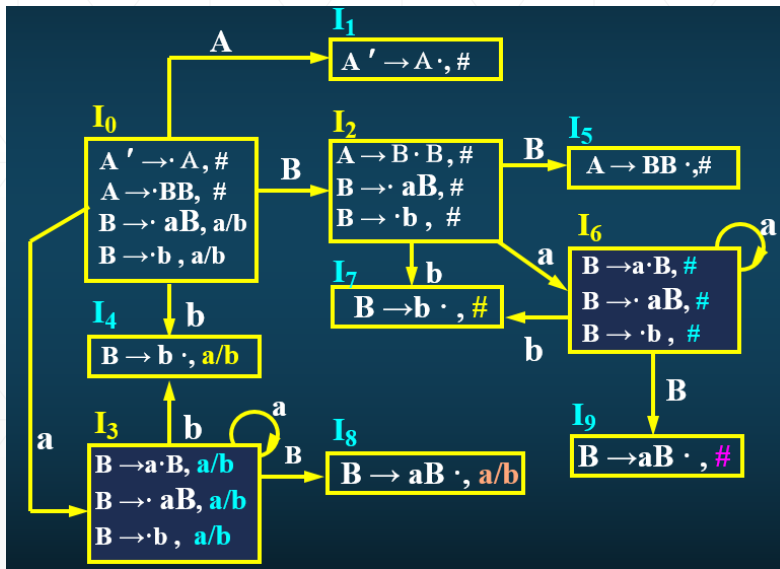 I₁
A
A ′ → A ·, #
I₀
A ′ → · A, #
A → ·BB, #
B → · aB, a/b
B → ·b , a/b
B
I₂
A → B · B, #
B → · aB, #
B → ·b , #
B
I₅
A → BB ·,#
a
I₆
a
B →a·B, #
B → · aB, #
B → ·b , #
b
I₇
B →b · , #
b
b
I₄
B → b ·, a/b
a
b
I₃
a
B →a·B, a/b
B → · aB, a/b
B → ·b , a/b
B
I₈
B → aB ·, a/b
B
I₉
B →aB · , #